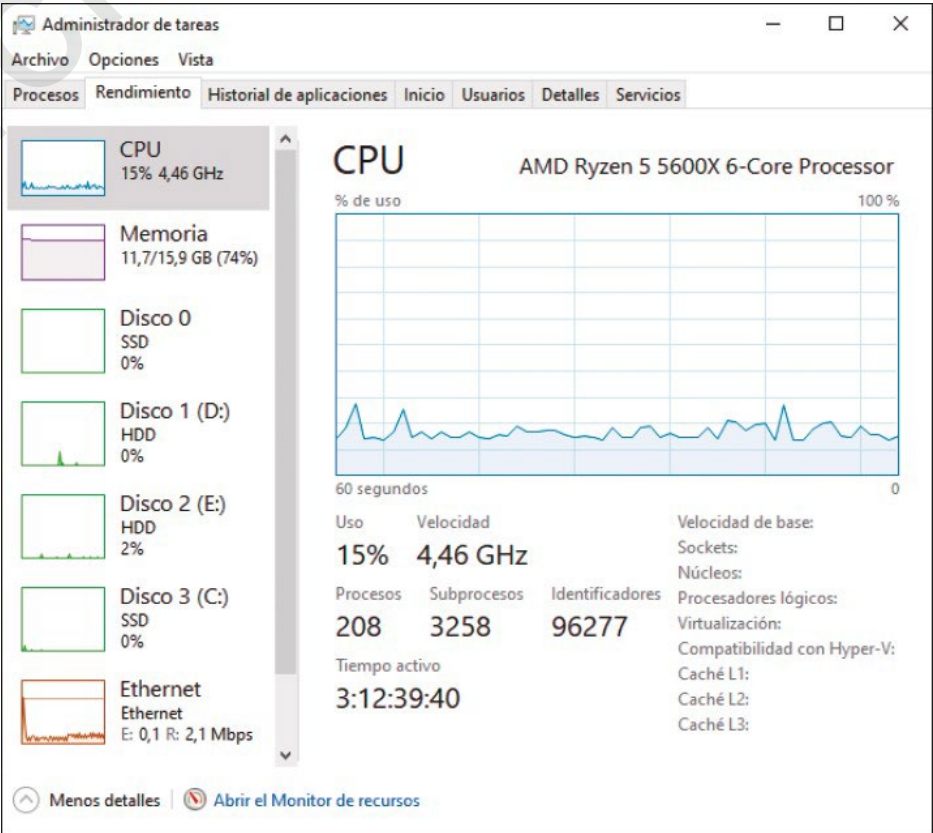 Administrador de tareas
Archivo Opciones Vista
Procesos Rendimiento Historial de aplicaciones Inicio Usuarios Detalles Servicios
CPU
15% 4,46 GHz
Memoria
11,7/15,9 GB (74%)
Disco 0
SSD
0%
Disco 1 (D:)
HDD
0%
Disco 2 (E:)
HDD
2%
Disco 3 (C:)
SSD
0%
Ethernet
Ethernet
E: 0,1 R: 2,1 Mbps
CPU AMD Ryzen 5 5600X 6-Core Processor
% de uso 100 %
60 segundos 0
Uso Velocidad
15% 4,46 GHz
Procesos Subprocesos Identificadores
208 3258 96277
Tiempo activo
3:12:39:40
Velocidad de base:
Sockets:
Núcleos:
Procesadores lógicos:
Virtualización:
Compatibilidad con Hyper-V:
Caché L1:
Caché L2:
Caché L3:
Menos detalles Abrir el Monitor de recursos